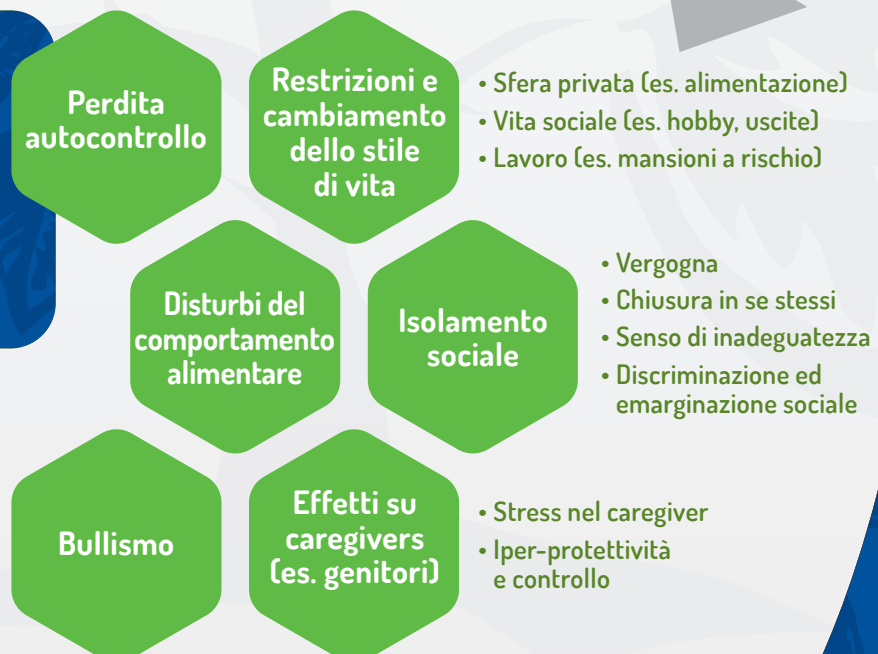 Perdita
autocontrollo
Restrizioni e
cambiamento
dello stile
di vita
• Sfera privata (es. alimentazione)
• Vita sociale (es. hobby, uscite)
• Lavoro (es. mansioni a rischio)
Disturbi del
comportamento
alimentare
Isolamento
sociale
• Vergogna
• Chiusura in se stessi
• Senso di inadeguatezza
• Discriminazione ed
emarginazione sociale
Bullismo
Effetti su
caregivers
(es. genitori)
• Stress nel caregiver
• Iper-protettività
e controllo